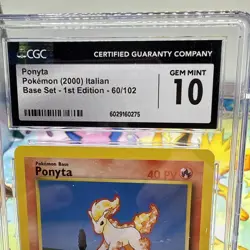 CGC
CERTIFIED GUARANTY COMPANY
Ponyta
Pokémon (2000) Italian
Base Set - 1st Edition - 60/102
6029160275
GEM MINT
10
Pokémon Base
Ponyta
40 PV